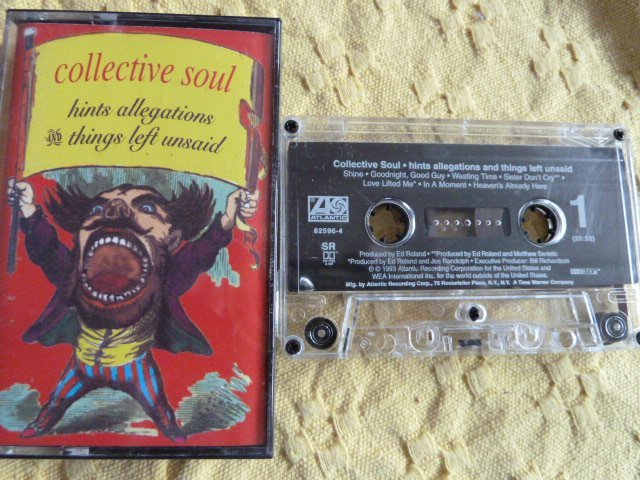 collective soul
hints allegations
AND things left unsaid
Collective Soul • hints allegations and things left unsaid
Shine • Goodnight, Good Guy • Wasting Time • Sister Don't Cry**
Love Lifted Me* • In A Moment • Heaven's Already Here
ATLANTIC
82596-4
SR
1
(25:53)
Produced by Ed Roland • *Produced by Ed Roland and Matthew Serletic
**Produced by Ed Roland and Joe Randolph • Executive Producer: Bill Richardson
© 1993 Atlantic Recording Corporation for the United States and
WEA International Inc. for the world outside of the United States.
Mfg. by Atlantic Recording Corp., 75 Rockefeller Plaza, N.Y., N.Y. A Time Warner Company